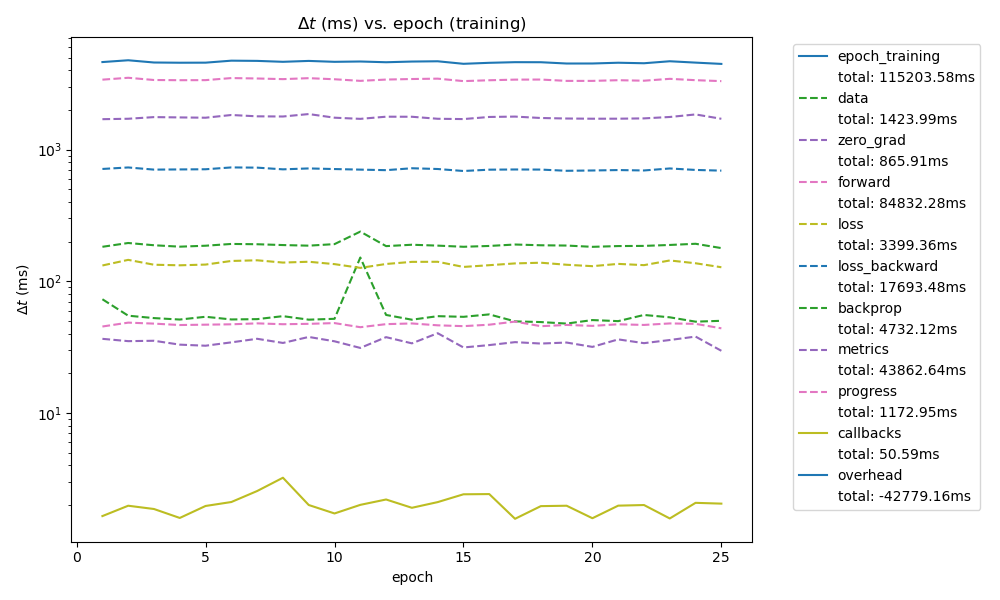 Δt (ms) vs. epoch (training)
Δt (ms)
10³
10²
10¹
0 5 10 15 20 25
epoch
epoch_training
total: 115203.58ms
data
total: 1423.99ms
zero_grad
total: 865.91ms
forward
total: 84832.28ms
loss
total: 3399.36ms
loss_backward
total: 17693.48ms
backprop
total: 4732.12ms
metrics
total: 43862.64ms
progress
total: 1172.95ms
callbacks
total: 50.59ms
overhead
total: -42779.16ms